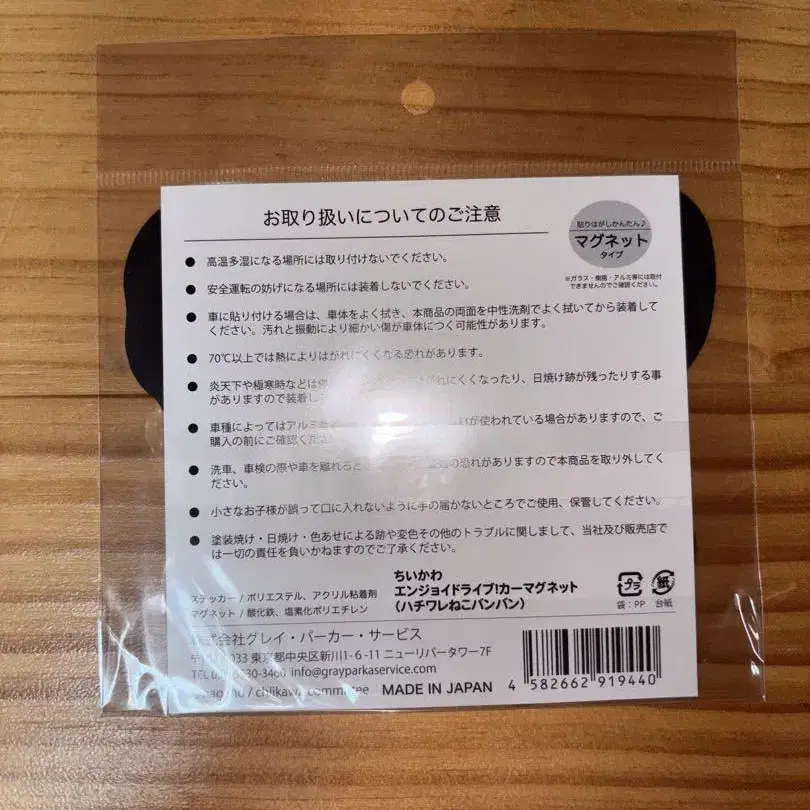 お取り扱いについてのご注意
貼りはがしかんたん♪
マグネット
タイプ
※ガラス・樹脂・アルミ等には取付
できませんのでご確認ください。
● 高温多湿になる場所には取り付けないでください。
● 安全運転の妨げになる場所には装着しないでください。
● 車に貼り付ける場合は、車体をよく拭き、本商品の両面を中性洗剤でよく拭いてから装着して
ください。汚れと振動により細かい傷が車体につく可能性があります。
● 70℃以上では熱によりはがれにくくなる恐れがあります。
● 炎天下や極寒時などは れにくくなったり、日焼け跡が残ったりする事
がありますので装着し
● 車種によってはアルミ が使われている場合がありますので、ご
購入の前にご確認くださ
● 洗車、車検の際や車を離れると の恐れがありますので本商品を取り外してく
ださい。
● 小さなお子様が誤って口に入れないように手の届かないところでご使用、保管してください。
● 塗装焼け・日焼け・色あせによる跡や変色その他のトラブルに関しまして、当社及び販売店で
は一切の責任を負いかねますのでご了承ください。
ステッカー / ポリエステル、アクリル粘着剤
マグネット / 酸化鉄、塩素化ポリエチレン
ちいかわ
エンジョイドライブ!カーマグネット
(ハチワレねこバンバン)
プラ 紙
袋:PP 台紙
株式会社グレイ・パーカー・サービス
033 東京都中央区新川1-6-11 ニューリバータワー7F
TEL 30-3460 info@grayparkaservice.com
/ chiikawa committee MADE IN JAPAN
4 582662 919440